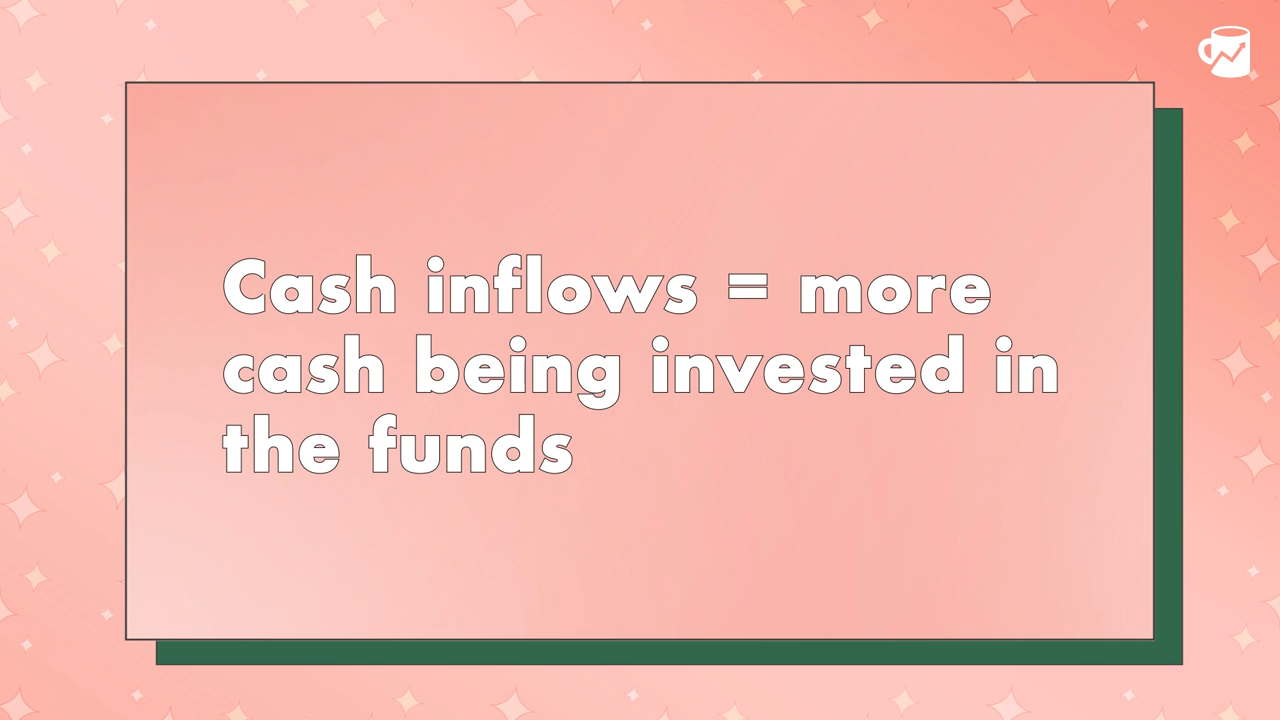 Cash inflows = more
cash being invested in
the funds